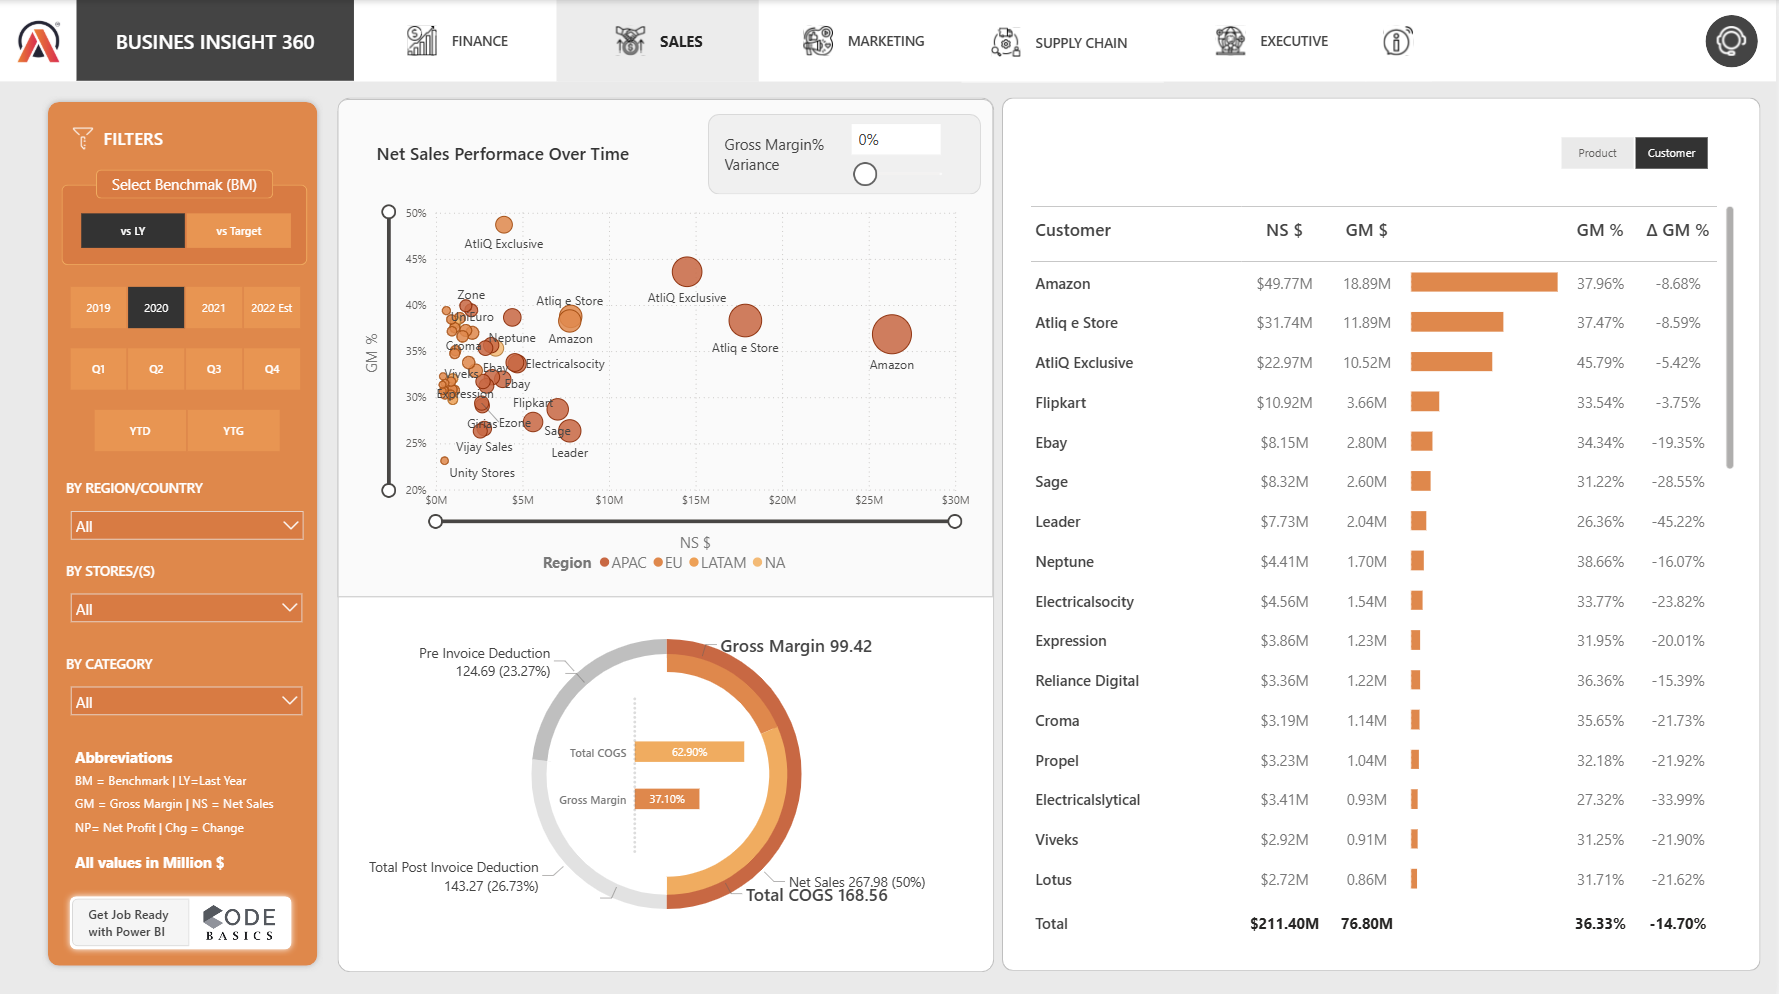 BUSINES INSIGHT 360
FINANCE
SALES
MARKETING
SUPPLY CHAIN
EXECUTIVE
FILTERS
Select Benchmak (BM)
vs LY
vs Target
2019
2020
2021
2022 Est
Q1
Q2
Q3
Q4
YTD
YTG
BY REGION/COUNTRY
All
BY STORES/(S)
All
BY CATEGORY
All
Abbreviations
BM = Benchmark | LY=Last Year
GM = Gross Margin | NS = Net Sales
NP= Net Profit | Chg = Change
All values in Million $
Get Job Ready
with Power BI
CODE
BASICS
Net Sales Performace Over Time
Gross Margin%
Variance
0%
50%
45%
40%
35%
30%
25%
20%
GM %
AtliQ Exclusive
AtliQ Exclusive
Zone
Atliq e Store
UniEuro
Atliq e Store
Croma
Neptune
Amazon
Amazon
Electricalsocity
Viveks
Ebay
Ebay
Expression
Flipkart
Girias
Ezone
Sage
Vijay Sales
Leader
Unity Stores
$0M
$5M
$10M
$15M
$20M
$25M
$30M
NS $
Region APAC EU LATAM NA
Pre Invoice Deduction
124.69 (23.27%)
Gross Margin 99.42
Total COGS
62.90%
Gross Margin
37.10%
Total Post Invoice Deduction
143.27 (26.73%)
Net Sales 267.98 (50%)
Total COGS 168.56
Product
Customer
Customer NS $ GM $ GM % Δ GM %
Amazon $49.77M 18.89M 37.96% -8.68%
Atliq e Store $31.74M 11.89M 37.47% -8.59%
AtliQ Exclusive $22.97M 10.52M 45.79% -5.42%
Flipkart $10.92M 3.66M 33.54% -3.75%
Ebay $8.15M 2.80M 34.34% -19.35%
Sage $8.32M 2.60M 31.22% -28.55%
Leader $7.73M 2.04M 26.36% -45.22%
Neptune $4.41M 1.70M 38.66% -16.07%
Electricalsocity $4.56M 1.54M 33.77% -23.82%
Expression $3.86M 1.23M 31.95% -20.01%
Reliance Digital $3.36M 1.22M 36.36% -15.39%
Croma $3.19M 1.14M 35.65% -21.73%
Propel $3.23M 1.04M 32.18% -21.92%
Electricalslytical $3.41M 0.93M 27.32% -33.99%
Viveks $2.92M 0.91M 31.25% -21.90%
Lotus $2.72M 0.86M 31.71% -21.62%
Total $211.40M 76.80M 36.33% -14.70%